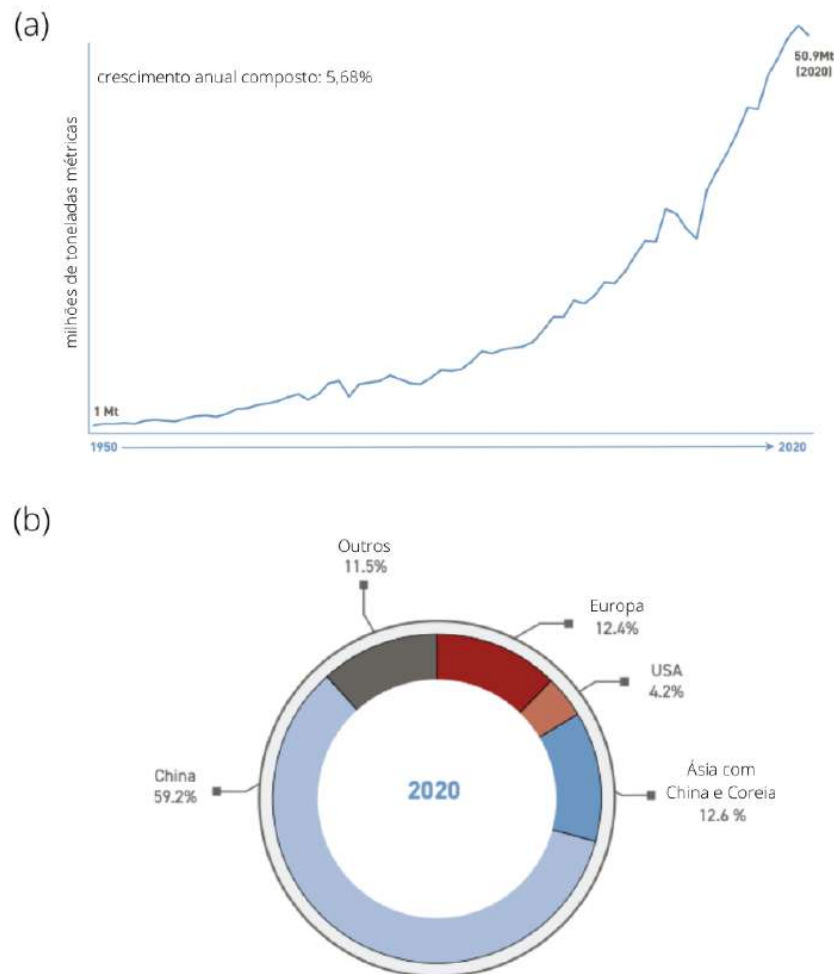 (a)
crescimento anual composto: 5,68%
50.9Mt
(2020)
milhões de toneladas métricas
1 Mt
1950
2020
(b)
Outros
11.5%
Europa
12.4%
USA
4.2%
China
59.2%
2020
Ásia com
China e Coreia
12.6 %